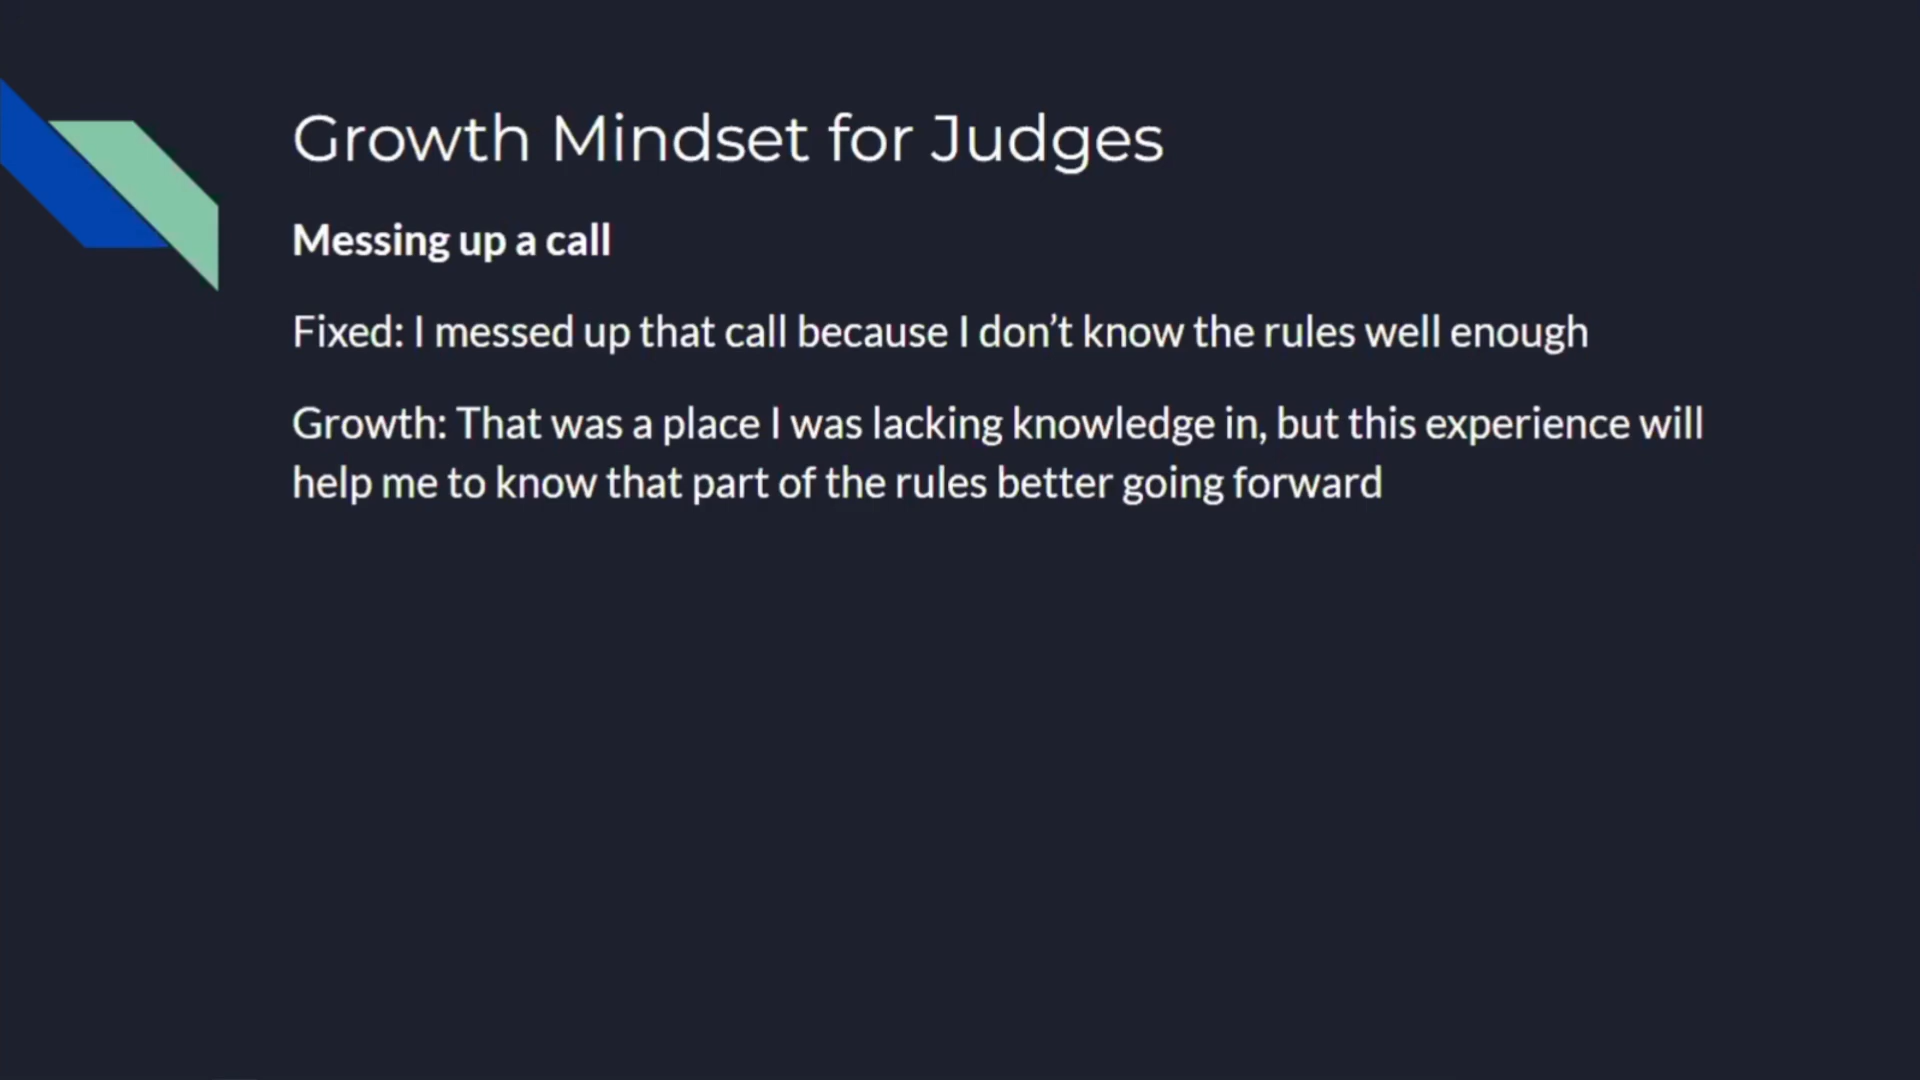 Growth Mindset for Judges
Messing up a call
Fixed: I messed up that call because I don’t know the rules well enough
Growth: That was a place I was lacking knowledge in, but this experience will
help me to know that part of the rules better going forward